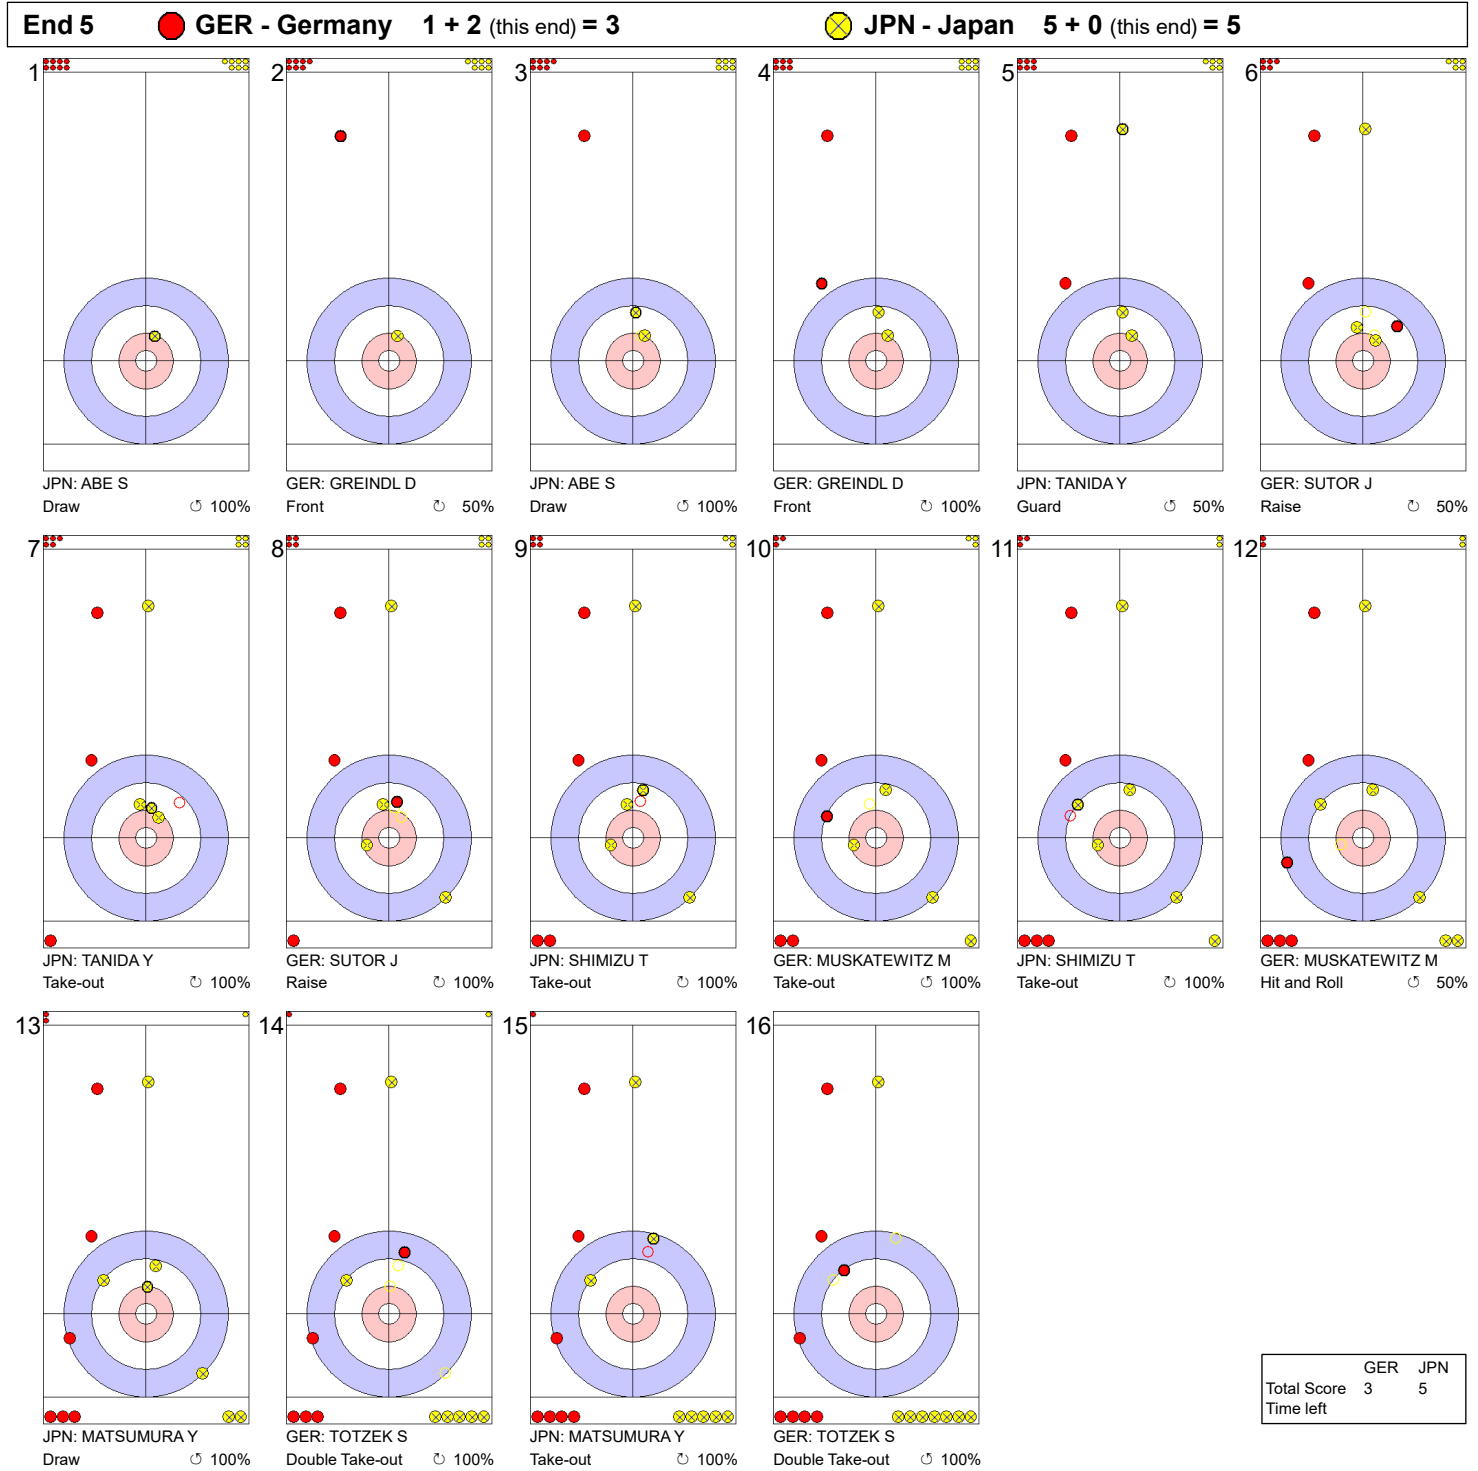 End 5 GER - Germany 1 + 2 (this end) = 3 JPN - Japan 5 + 0 (this end) = 5
1 2 3 4 5 6
JPN: ABE S GER: GREINDL D JPN: ABE S GER: GREINDL D JPN: TANIDA Y GER: SUTOR J
Draw ↺ 100% Front ↻ 50% Draw ↺ 100% Front ↻ 100% Guard ↺ 50% Raise ↻ 50%
7 8 9 10 11 12
JPN: TANIDA Y GER: SUTOR J JPN: SHIMIZU T GER: MUSKATEWITZ M JPN: SHIMIZU T GER: MUSKATEWITZ M
Take-out ↻ 100% Raise ↻ 100% Take-out ↻ 100% Take-out ↺ 100% Take-out ↻ 100% Hit and Roll ↺ 50%
13 14 15 16
JPN: MATSUMURA Y GER: TOTZEK S JPN: MATSUMURA Y GER: TOTZEK S
Draw ↺ 100% Double Take-out ↺ 100% Take-out ↺ 100% Double Take-out ↻ 100%
GER JPN
Total Score 3 5
Time left